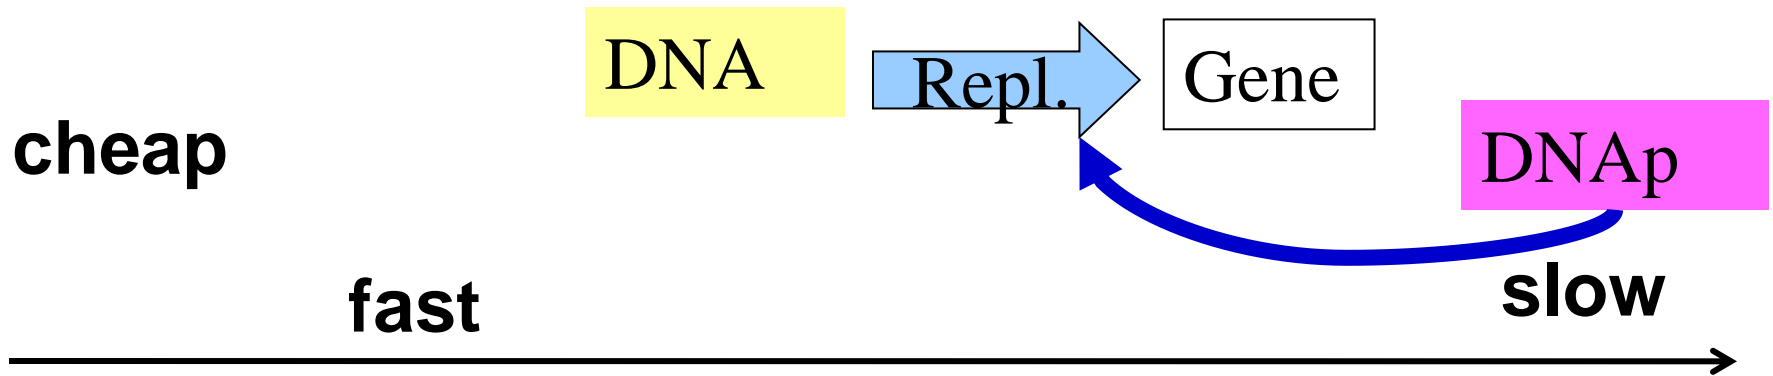 DNA
Repl.
Gene
DNAp
cheap
fast
slow